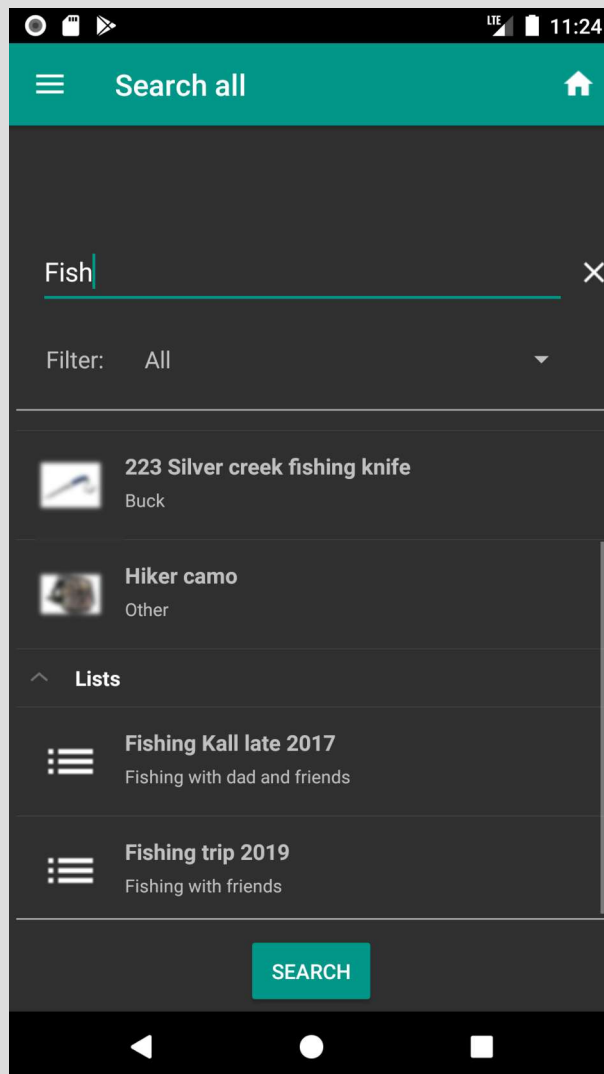 LTE 11:24
Search all
Fish
Filter: All
223 Silver creek fishing knife
Buck
Hiker camo
Other
Lists
Fishing Kall late 2017
Fishing with dad and friends
Fishing trip 2019
Fishing with friends
SEARCH